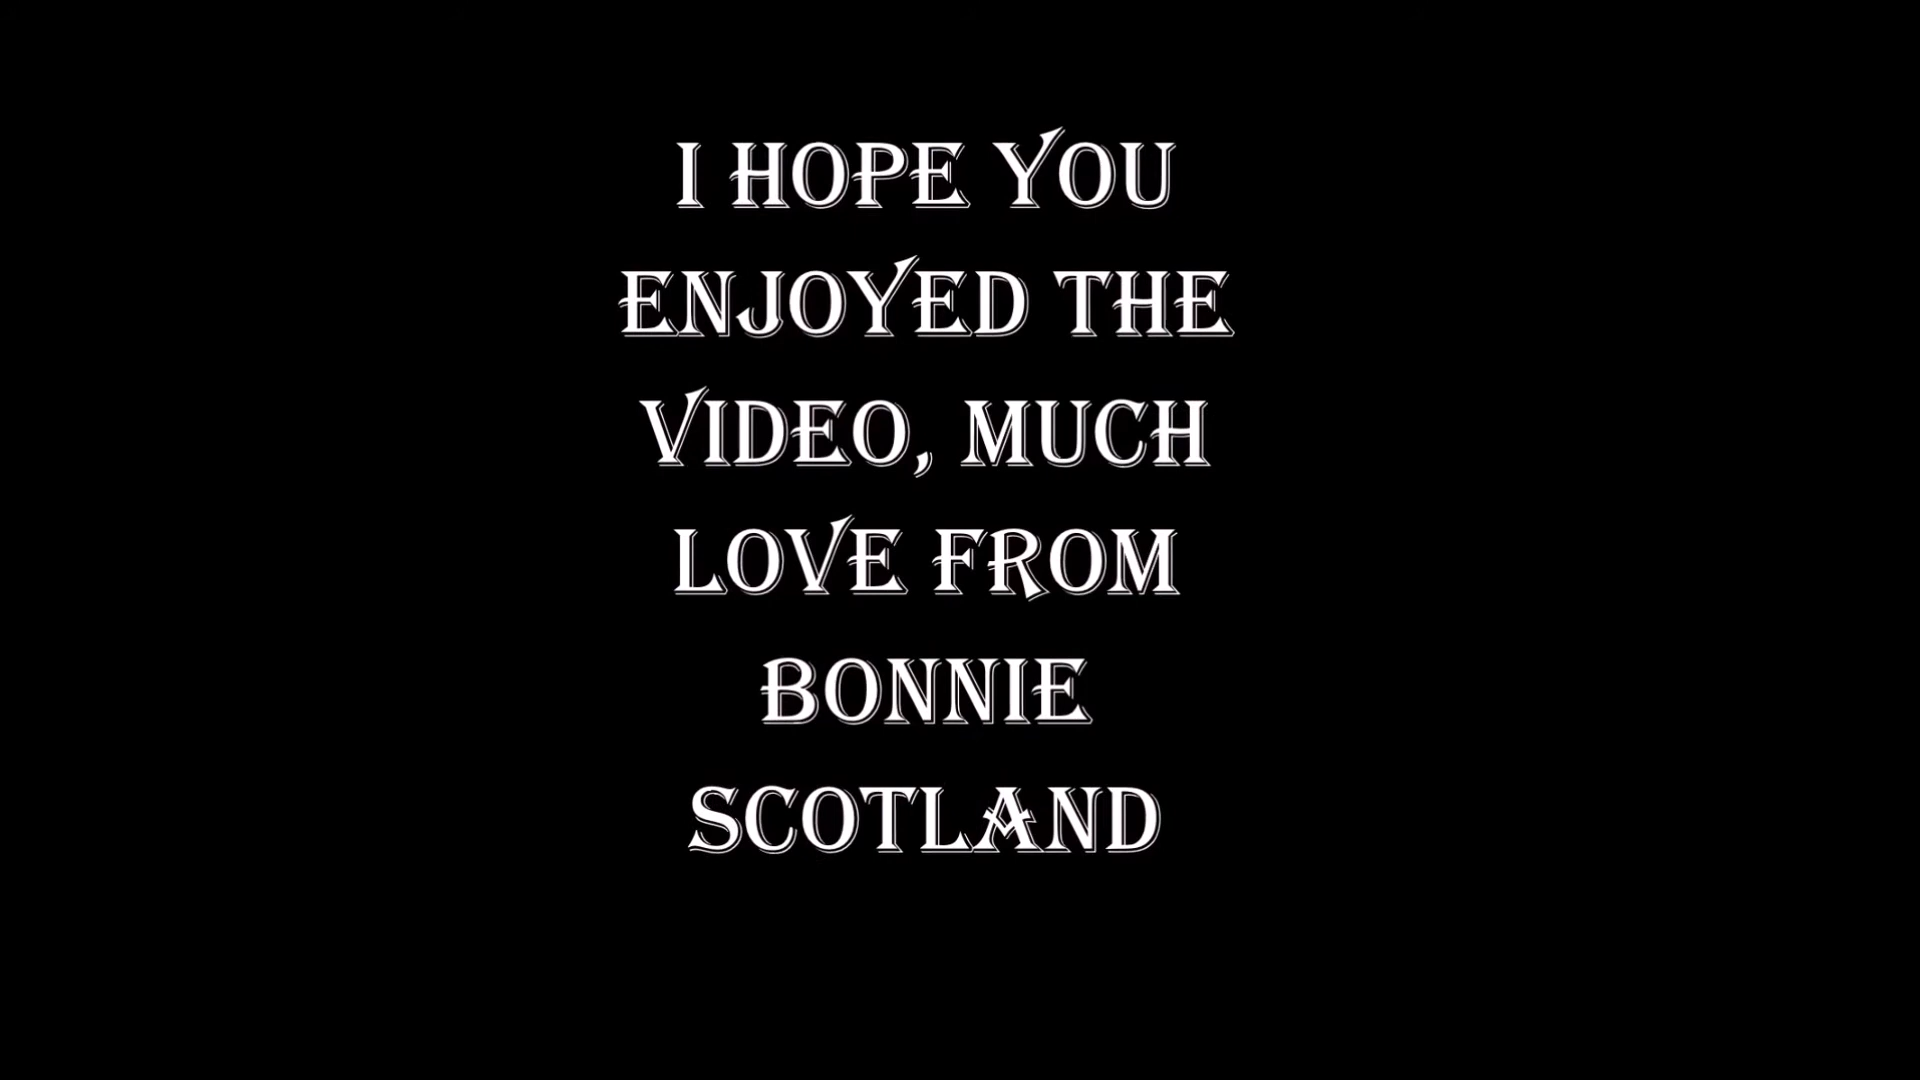 I HOPE YOU
ENJOYED THE
VIDEO, MUCH
LOVE FROM
BONNIE
SCOTLAND